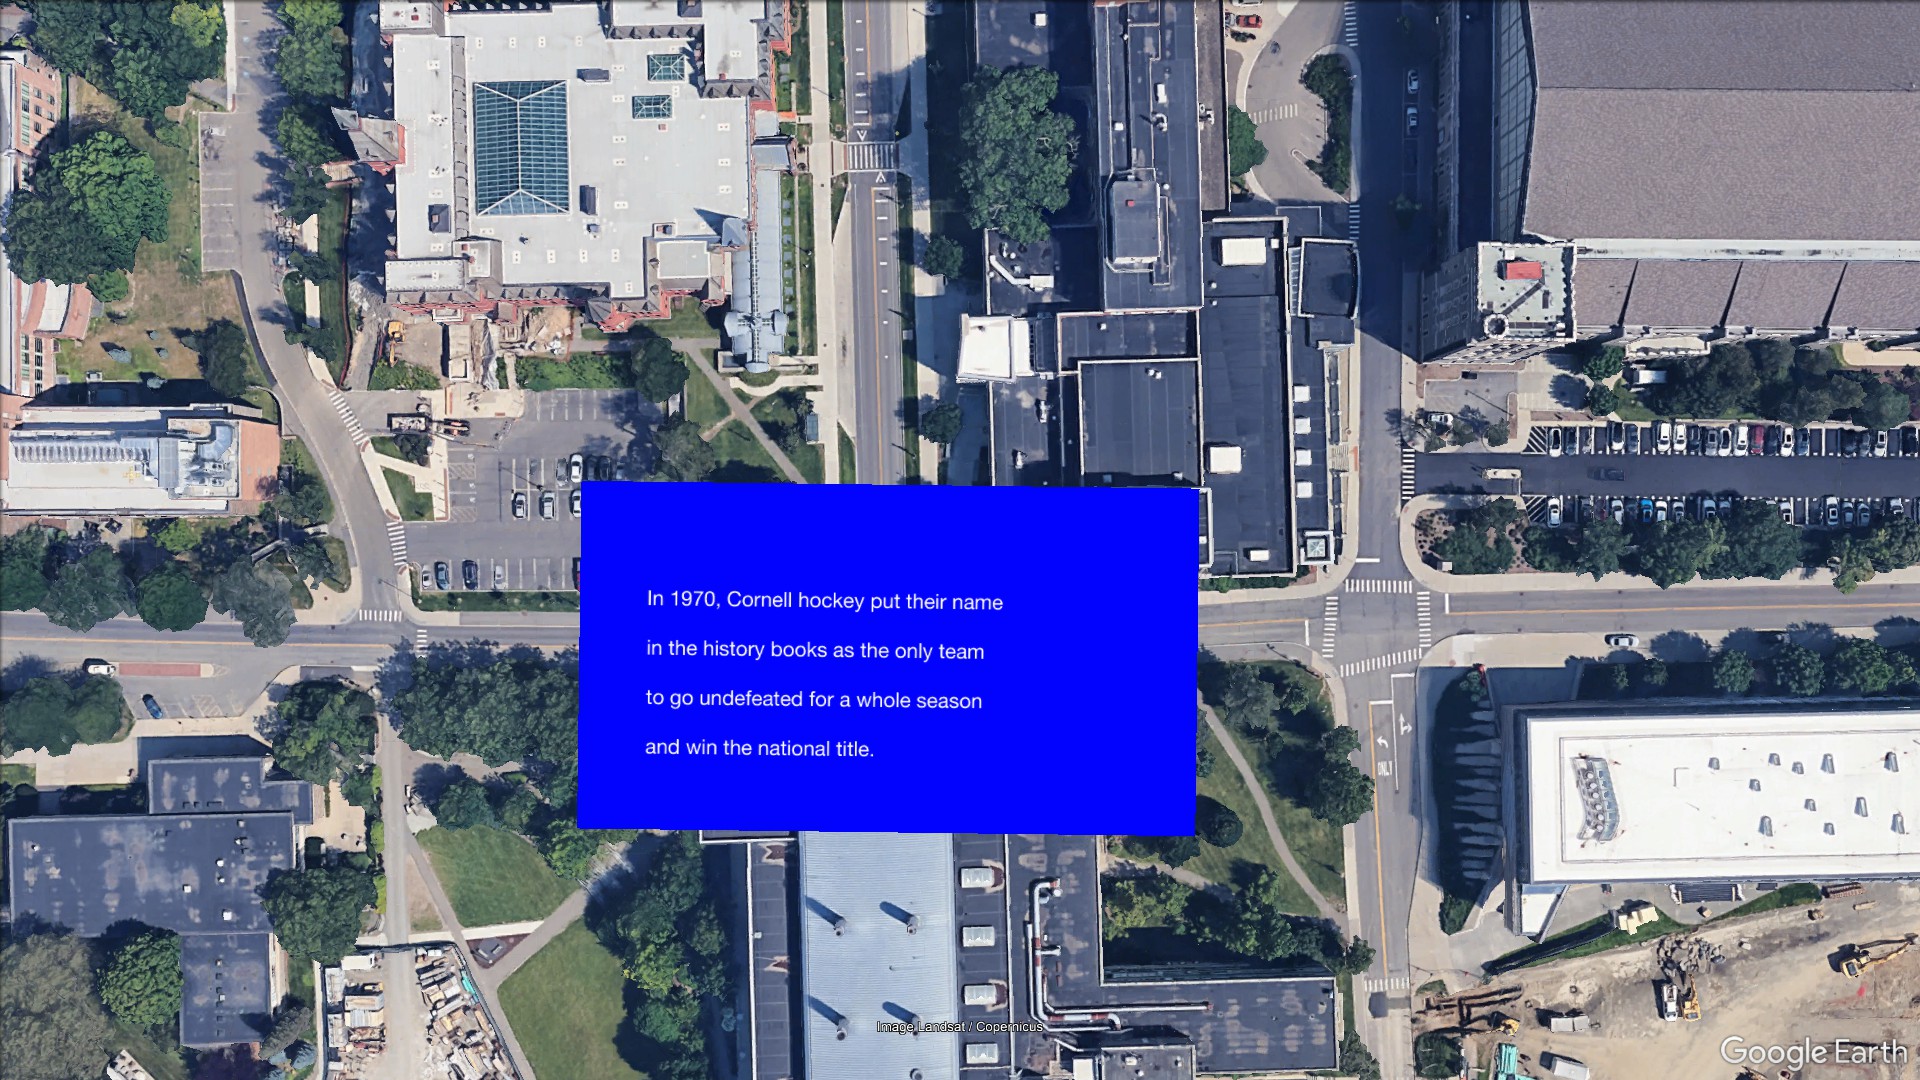 In 1970, Cornell hockey put their name
in the history books as the only team
to go undefeated for a whole season
and win the national title.
ONLY
Image Landsat / Copernicus
Google Earth